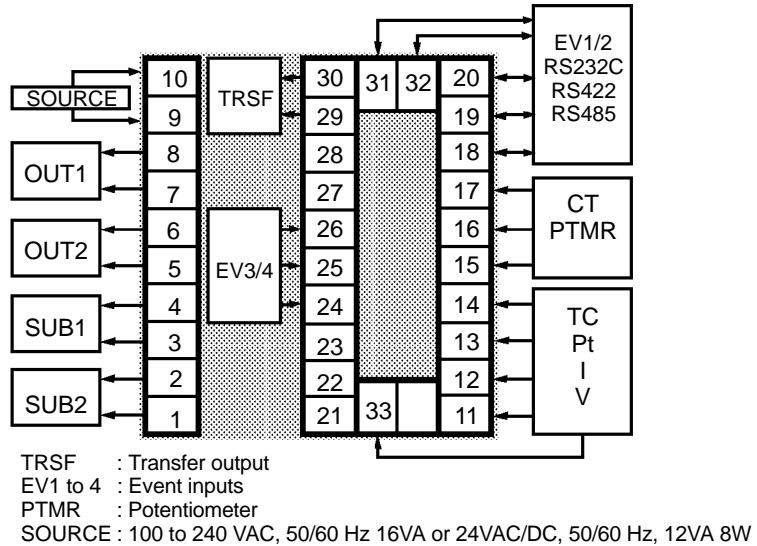 SOURCE
OUT1
OUT2
SUB1
SUB2
10
9
8
7
6
5
4
3
2
1
TRSF
EV3/4
30
29
28
27
26
25
24
23
22
21
31 32
33
20
19
18
17
16
15
14
13
12
11
EV1/2
RS232C
RS422
RS485
CT
PTMR
TC
Pt
I
V
TRSF : Transfer output
EV1 to 4 : Event inputs
PTMR : Potentiometer
SOURCE : 100 to 240 VAC, 50/60 Hz 16VA or 24VAC/DC, 50/60 Hz, 12VA 8W